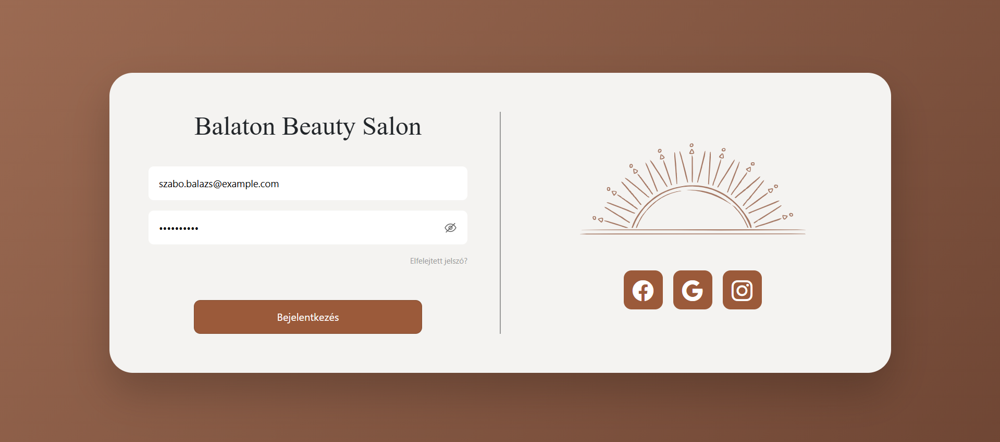 Balaton Beauty Salon
szabo.balazs@example.com
••••••••••
Elfelejtett jelszó?
Bejelentkezés